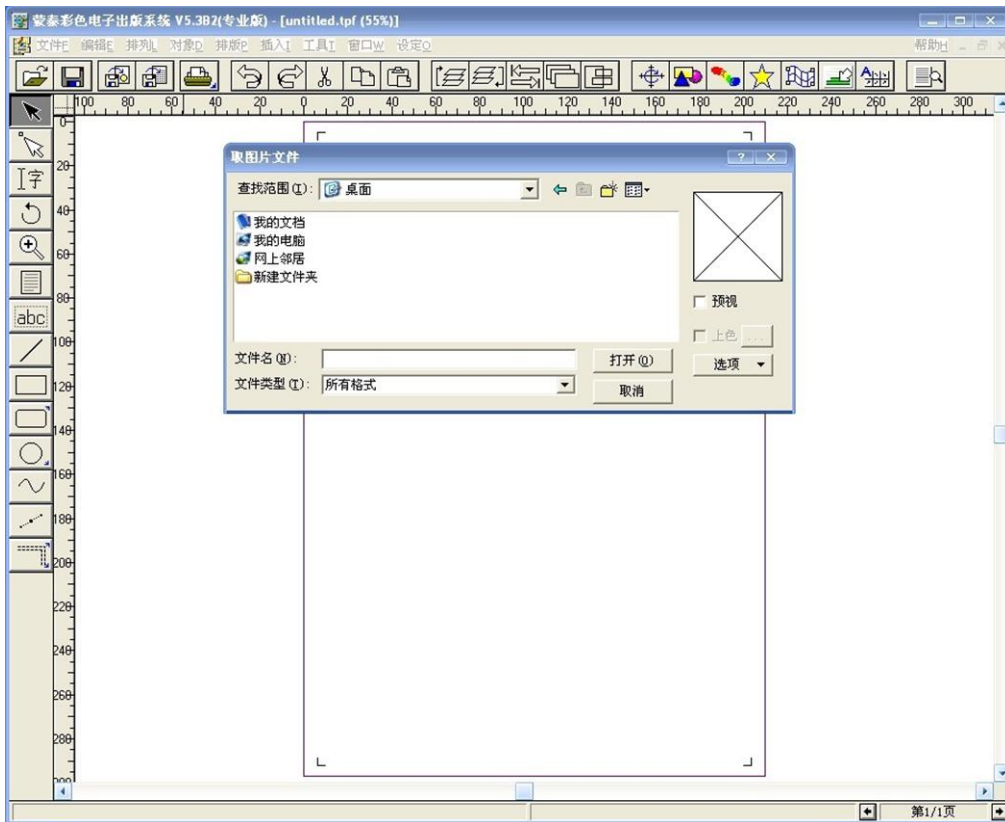 蒙泰彩色电子出版系统 V5.3B2(专业版) - [untitled.tpf (55%)]
文件F 编辑E 排列L 对象D 排版P 插入I 工具T 窗口W 设定O 帮助H
100 80 60 40 20 0 20 40 60 80 100 120 140 160 180 200 220 240 260 280 300
取图片文件
查找范围(I): 桌面
我的文档
我的电脑
网上邻居
新建文件夹
预视
上色 ...
文件名(N): 打开(O)
选项
文件类型(T): 所有格式
取消
字
abc
0
20
40
60
80
100
120
140
160
180
200
220
240
260
280
第1/1页